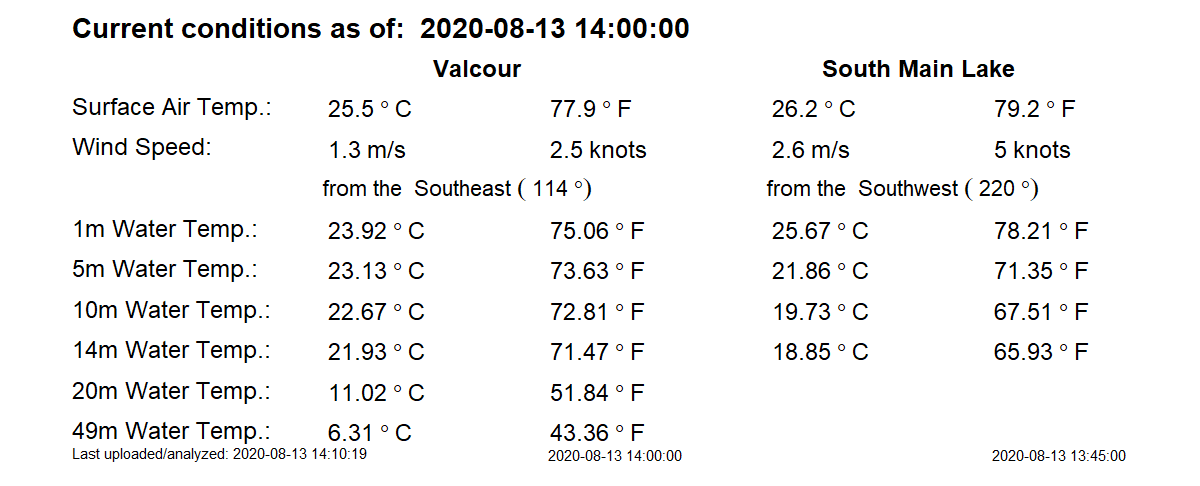 Current conditions as of: 2020-08-13 14:00:00
Valcour South Main Lake
Surface Air Temp.: 25.5 ° C 77.9 ° F 26.2 ° C 79.2 ° F
Wind Speed: 1.3 m/s 2.5 knots 2.6 m/s 5 knots
from the Southeast ( 114 °) from the Southwest ( 220 °)
1m Water Temp.: 23.92 ° C 75.06 ° F 25.67 ° C 78.21 ° F
5m Water Temp.: 23.13 ° C 73.63 ° F 21.86 ° C 71.35 ° F
10m Water Temp.: 22.67 ° C 72.81 ° F 19.73 ° C 67.51 ° F
14m Water Temp.: 21.93 ° C 71.47 ° F 18.85 ° C 65.93 ° F
20m Water Temp.: 11.02 ° C 51.84 ° F
49m Water Temp.: 6.31 ° C 43.36 ° F
Last uploaded/analyzed: 2020-08-13 14:10:19 2020-08-13 14:00:00 2020-08-13 13:45:00